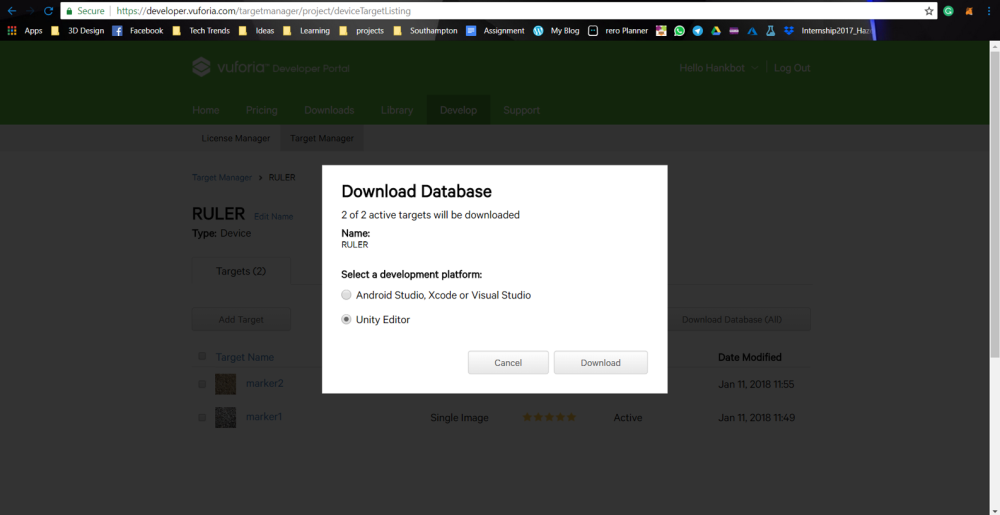 Secure https://developer.vuforia.com/targetmanager/project/deviceTargetListing
Apps 3D Design Facebook Tech Trends Ideas Learning projects Southampton Assignment My Blog rero Planner Internship2017_Haz
vuforia™ Developer Portal
Hello Hankbot Log Out
Home Pricing Downloads Library Develop Support
License Manager Target Manager
Target Manager > RULER
RULER Edit Name
Type: Device
Targets (2)
Add Target
Download Database (All)
Target Name
Date Modified
marker2
Jan 11, 2018 11:55
marker1 Single Image Active Jan 11, 2018 11:49
Download Database
2 of 2 active targets will be downloaded
Name:
RULER
Select a development platform:
Android Studio, Xcode or Visual Studio
Unity Editor
Cancel Download